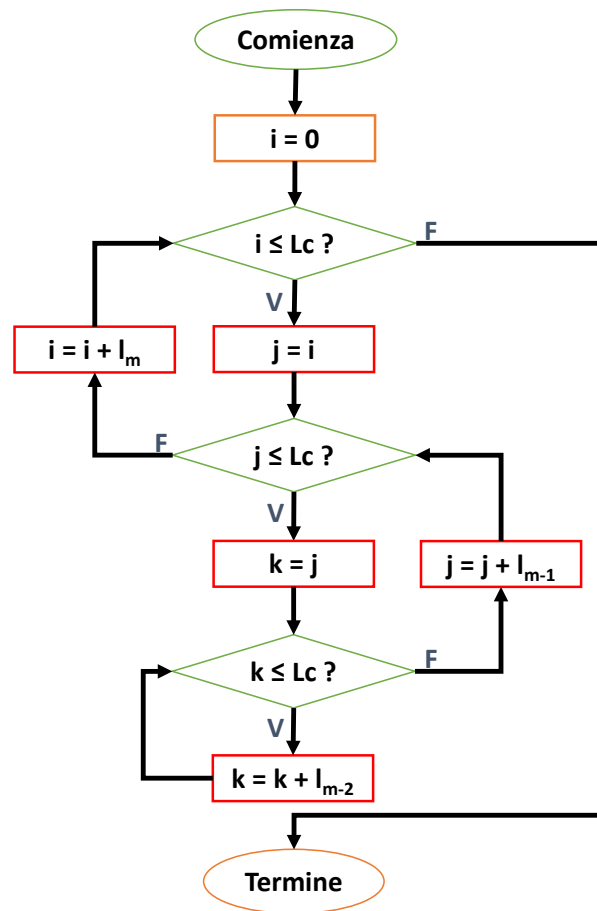 Comienza
i = 0
i ≤ Lc ?
F
V
i = i + lₘ
j = i
F
j ≤ Lc ?
V
k = j
j = j + lₘ₋₁
k ≤ Lc ?
F
V
k = k + lₘ₋₂
Termine